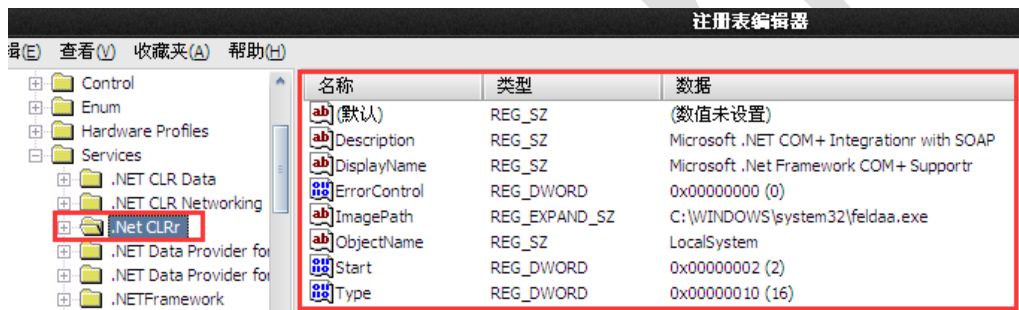 注册表编辑器
辑(E) 查看(V) 收藏夹(A) 帮助(H)
Control
Enum
Hardware Profiles
Services
.NET CLR Data
.NET CLR Networking
.Net CLRr
.NET Data Provider for
.NET Data Provider for
.NETFramework
名称 类型 数据
(默认) REG_SZ (数值未设置)
Description REG_SZ Microsoft .NET COM+ Integrationr with SOAP
DisplayName REG_SZ Microsoft .Net Framework COM+ Supportr
ErrorControl REG_DWORD 0x00000000 (0)
ImagePath REG_EXPAND_SZ C:\WINDOWS\system32\feldaa.exe
ObjectName REG_SZ LocalSystem
Start REG_DWORD 0x00000002 (2)
Type REG_DWORD 0x00000010 (16)